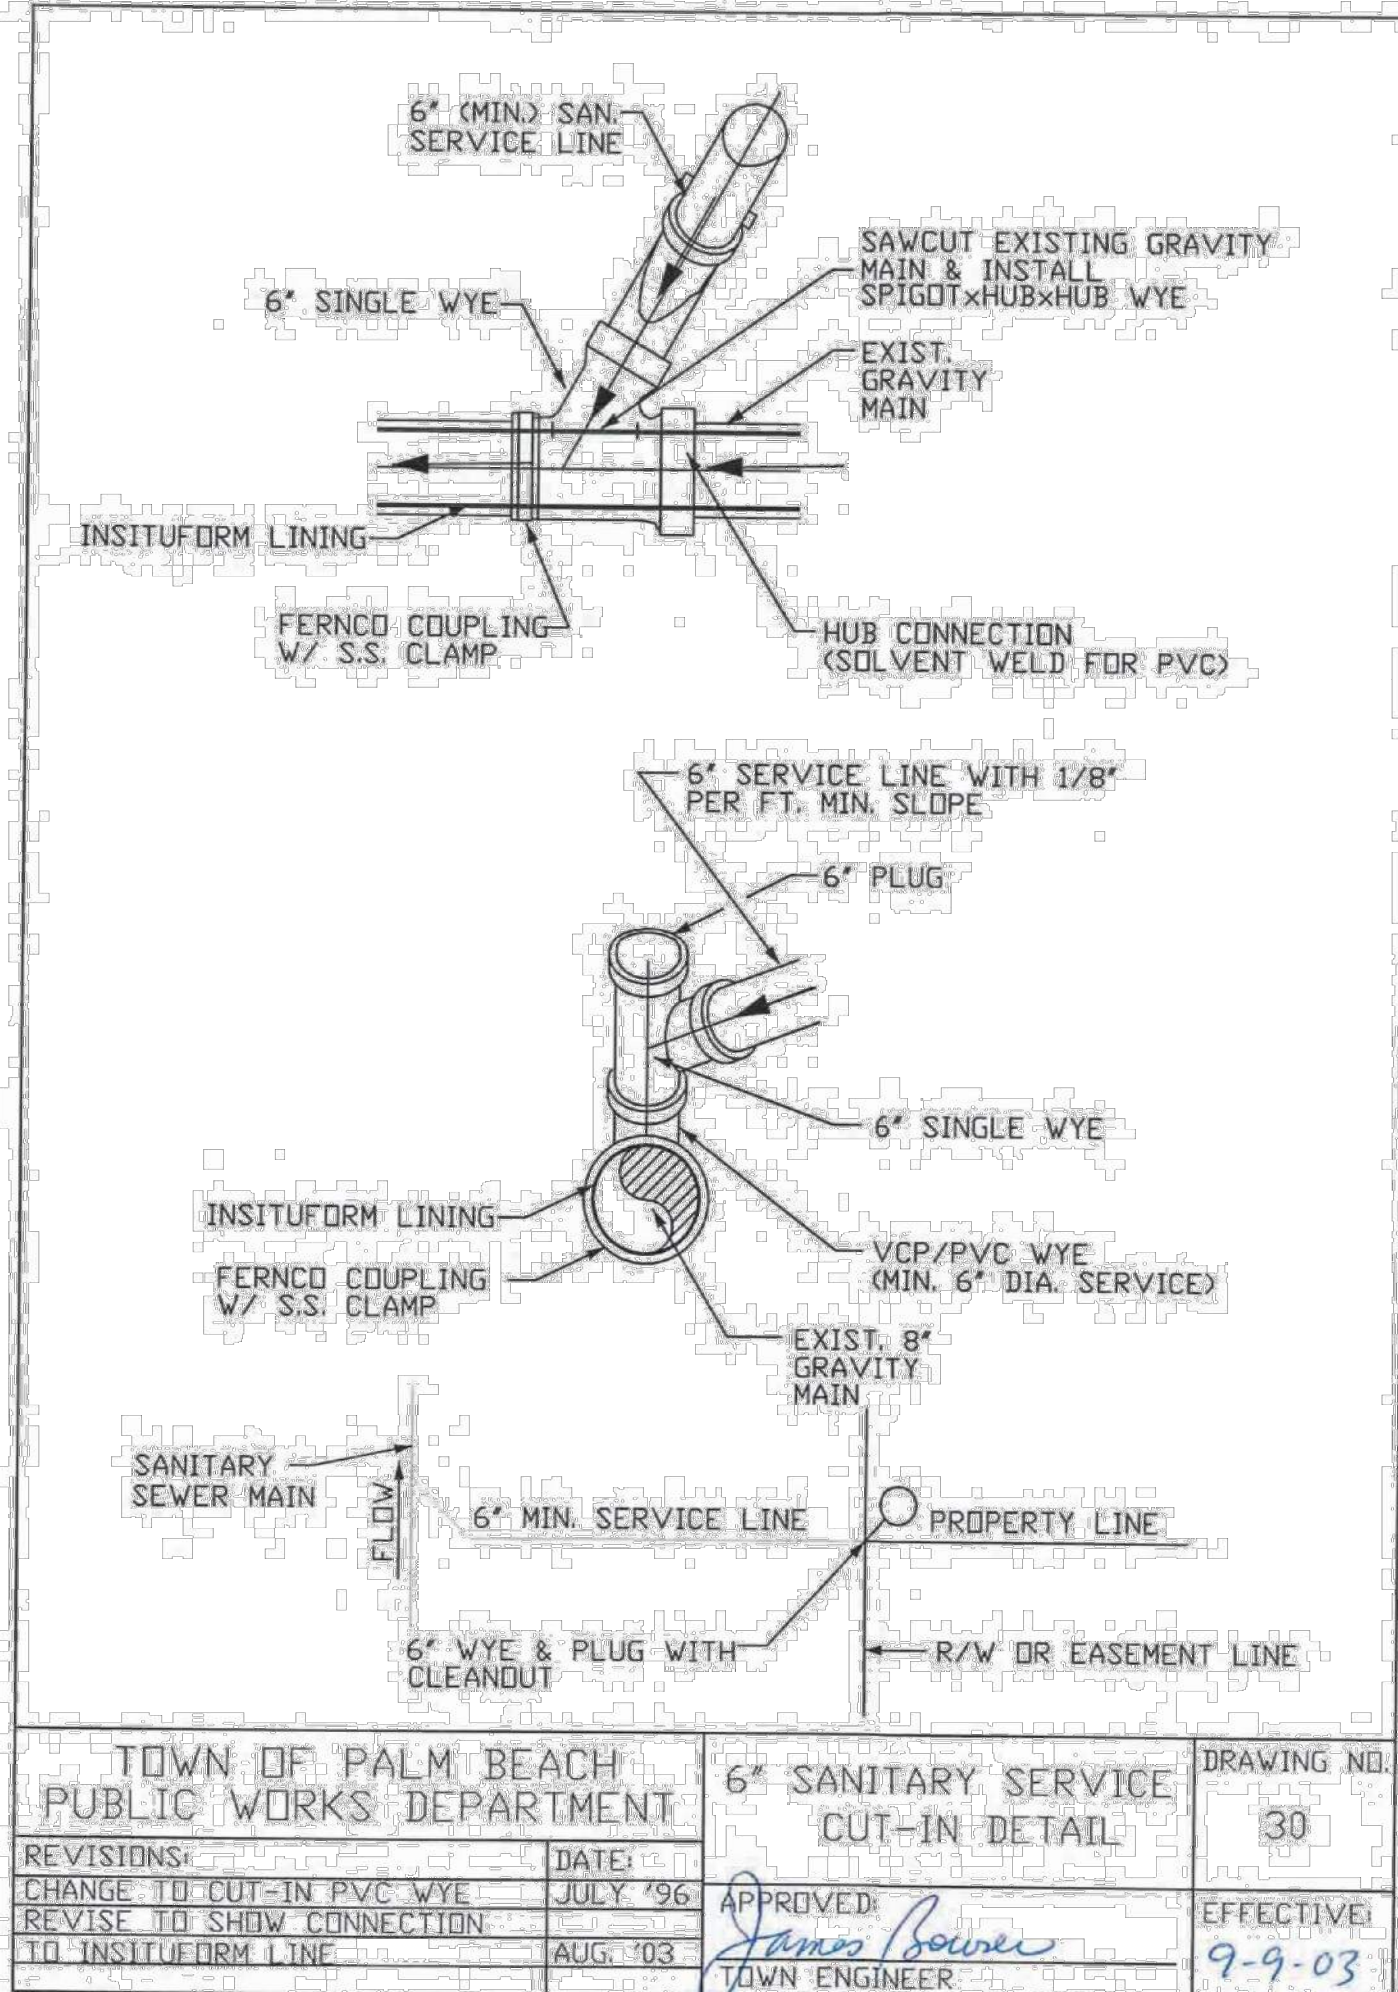 6" (MIN.) SAN.
SERVICE LINE
SAWCUT EXISTING GRAVITY
MAIN & INSTALL
SPIGOTxHUBxHUB WYE
6" SINGLE WYE
EXIST.
GRAVITY
MAIN
INSITUFORM LINING
FERNCO COUPLING
W/ S.S. CLAMP
HUB CONNECTION
(SOLVENT WELD FOR PVC)
6" SERVICE LINE WITH 1/8"
PER FT. MIN. SLOPE
6" PLUG
6" SINGLE WYE
INSITUFORM LINING
FERNCO COUPLING
W/ S.S. CLAMP
VCP/PVC WYE
(MIN. 6" DIA. SERVICE)
EXIST. 8"
GRAVITY
MAIN
SANITARY
SEWER MAIN
FLOW
6" MIN. SERVICE LINE
PROPERTY LINE
6" WYE & PLUG WITH
CLEANOUT
R/W OR EASEMENT LINE
TOWN OF PALM BEACH
PUBLIC WORKS DEPARTMENT
REVISIONS: DATE:
CHANGE TO CUT-IN PVC WYE JULY '96
REVISE TO SHOW CONNECTION
TO INSITUFORM LINE AUG. '03
6" SANITARY SERVICE
CUT-IN DETAIL
APPROVED:
James Bowser
TOWN ENGINEER
DRAWING NO.
30
EFFECTIVE:
9-9-03